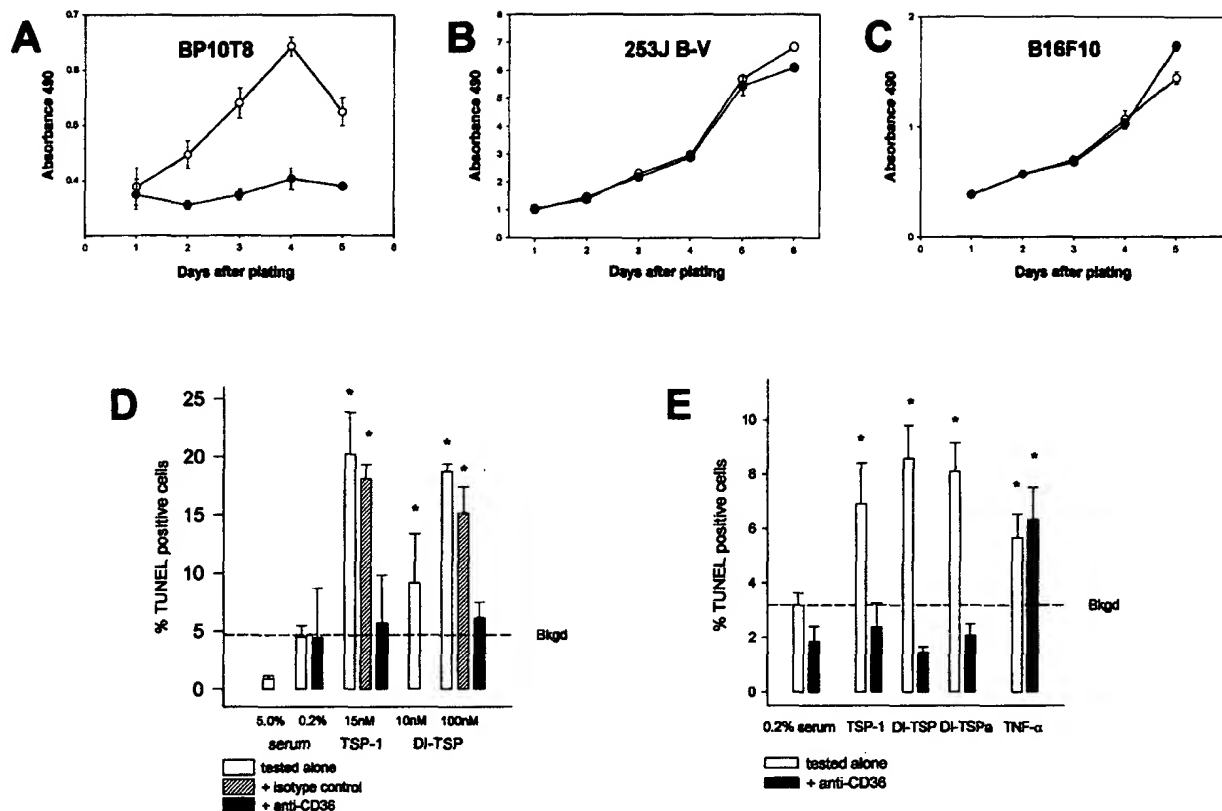 A
BP10T8
Absorbance 490
0.7
0.6
0.5
0.4
0 1 2 3 4 5 6
Days after plating
B
253J B-V
Absorbance 490
8
7
6
5
4
3
2
1
0
1 2 3 4 6 6
Days after plating
C
B16F10
Absorbance 490
2
1
0
0 1 2 3 4 5
Days after plating
D
% TUNEL positive cells
25
20
15
10
5
0
* * * * *
Bkgd
5.0% 0.2% 15nM 10nM 100nM
serum TSP-1 DI-TSP
tested alone
+ isotype control
+ anti-CD36
E
% TUNEL positive cells
10
8
6
4
2
0
* * * * *
Bkgd
0.2% serum TSP-1 DI-TSP DI-TSPa TNF-α
tested alone
+ anti-CD36